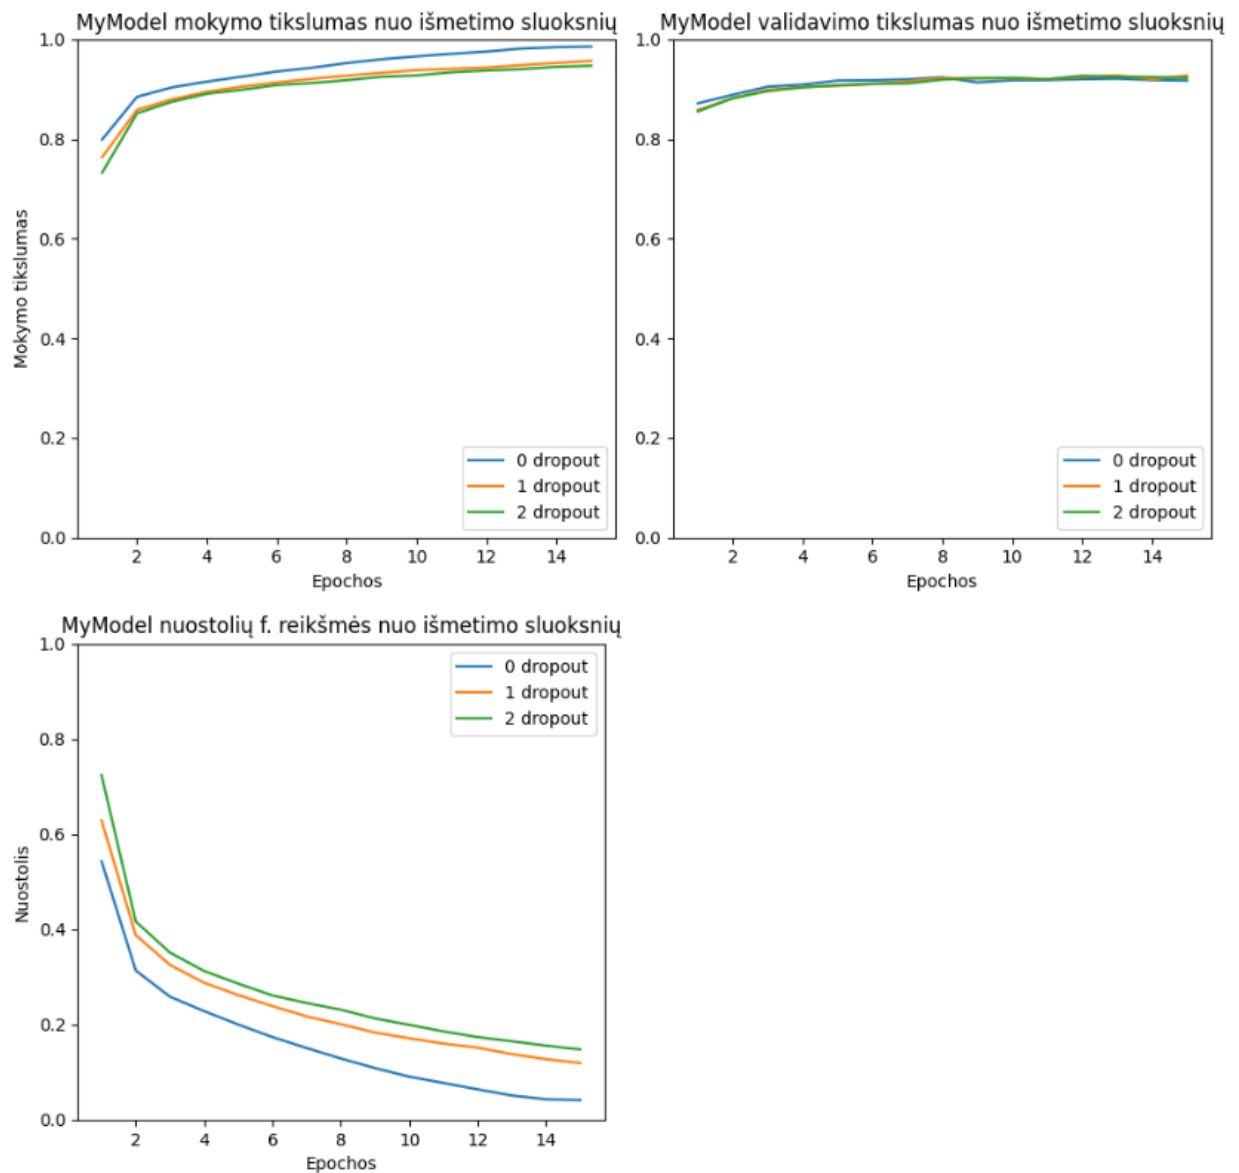 MyModel mokymo tikslumas nuo išmetimo sluoksnių
1.0
0.8
0.6
0.4
0.2
0.0
Mokymo tikslumas
0 dropout
1 dropout
2 dropout
2 4 6 8 10 12 14
Epochos
MyModel validavimo tikslumas nuo išmetimo sluoksnių
1.0
0.8
0.6
0.4
0.2
0.0
0 dropout
1 dropout
2 dropout
2 4 6 8 10 12 14
Epochos
MyModel nuostolių f. reikšmės nuo išmetimo sluoksnių
1.0
0.8
0.6
0.4
0.2
0.0
Nuostolis
0 dropout
1 dropout
2 dropout
2 4 6 8 10 12 14
Epochos